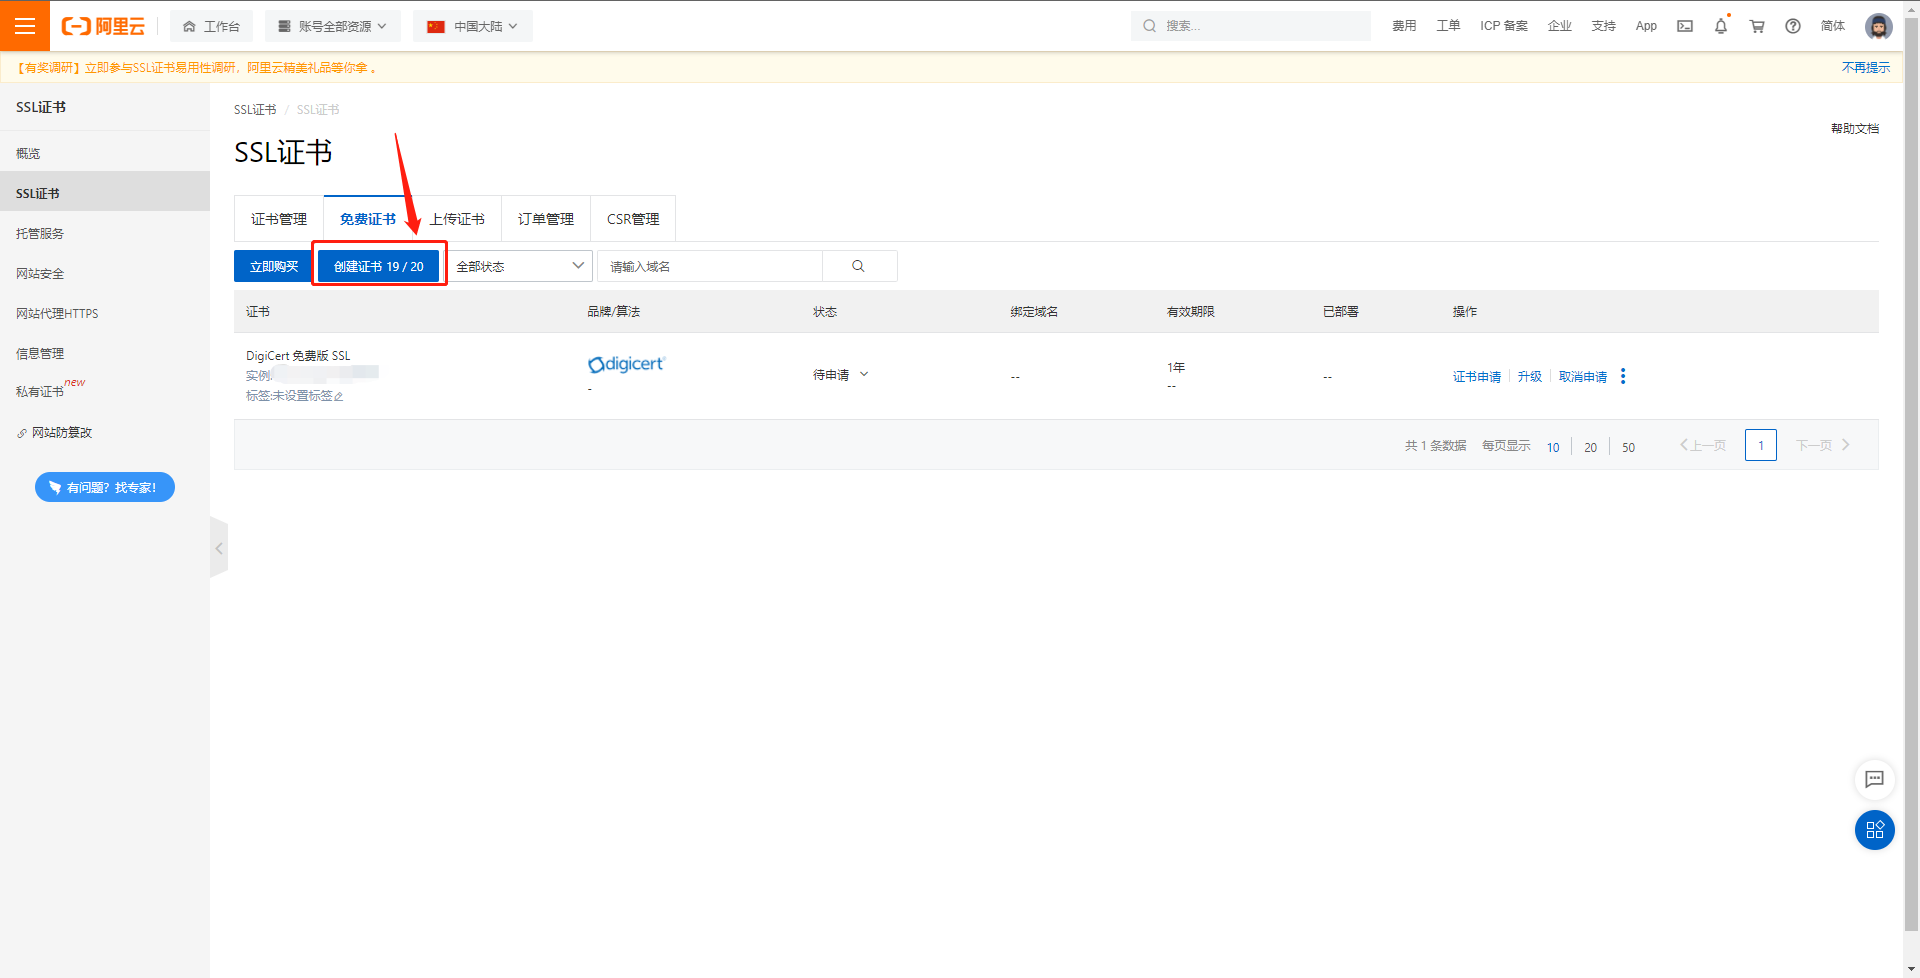 阿里云
工作台
账号全部资源
中国大陆
搜索...
费用
工单
ICP 备案
企业
支持
App
简体
【有奖调研】立即参与SSL证书易用性调研，阿里云精美礼品等你拿 。
不再提示
SSL证书
概览
SSL证书
托管服务
网站安全
网站代理HTTPS
信息管理
私有证书 new
网站防篡改
有问题？找专家！
SSL证书 / SSL证书
帮助文档
SSL证书
证书管理
免费证书
上传证书
订单管理
CSR管理
立即购买
创建证书 19 / 20
全部状态
请输入域名
证书
品牌/算法
状态
绑定域名
有效期限
已部署
操作
DigiCert 免费版 SSL
实例:
标签:未设置标签
digicert
-
待申请
--
1年
--
--
证书申请
升级
取消申请
共 1 条数据
每页显示
10
20
50
上一页
1
下一页